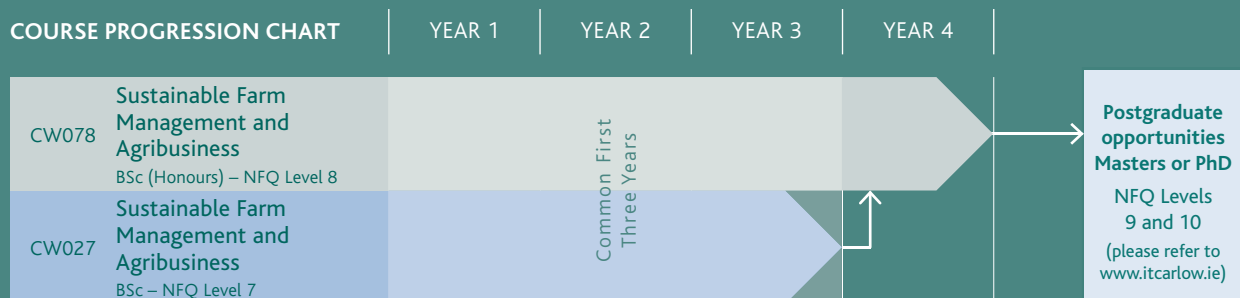 COURSE PROGRESSION CHART
YEAR 1
YEAR 2
YEAR 3
YEAR 4
CW078
Sustainable Farm
Management and
Agribusiness
BSc (Honours) – NFQ Level 8
CW027
Sustainable Farm
Management and
Agribusiness
BSc – NFQ Level 7
Common First
Three Years
Postgraduate
opportunities
Masters or PhD
NFQ Levels
9 and 10
(please refer to
www.itcarlow.ie)